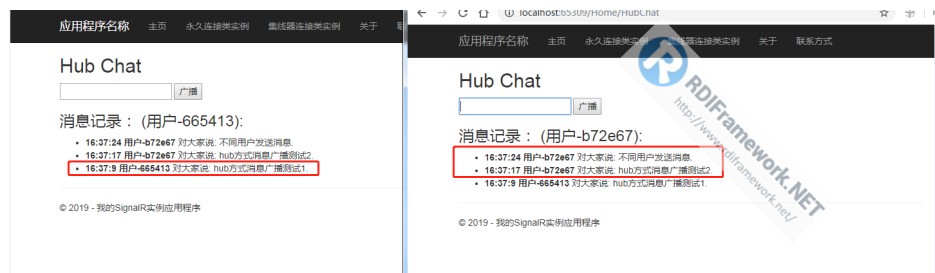 应用程序名称 主页 永久连接类实例 集线器连接类实例 关于
Hub Chat
广播
消息记录： (用户-665413):
16:37:24 用户-b72e67 对大家说: 不同用户发送消息.
16:37:17 用户-b72e67 对大家说: hub方式消息广播测试2.
16:37:9 用户-665413 对大家说: hub方式消息广播测试1.
© 2019 - 我的SignalR实例应用程序
localhost:65309/Home/HubChat
应用程序名称 主页 永久连接类实例 集线器连接类实例 关于 联系方式
Hub Chat
广播
消息记录： (用户-b72e67):
16:37:24 用户-b72e67 对大家说: 不同用户发送消息.
16:37:17 用户-b72e67 对大家说: hub方式消息广播测试2.
16:37:9 用户-665413 对大家说: hub方式消息广播测试1.
© 2019 - 我的SignalR实例应用程序
RDIFramework.NET
http://www.rdiframework.net/